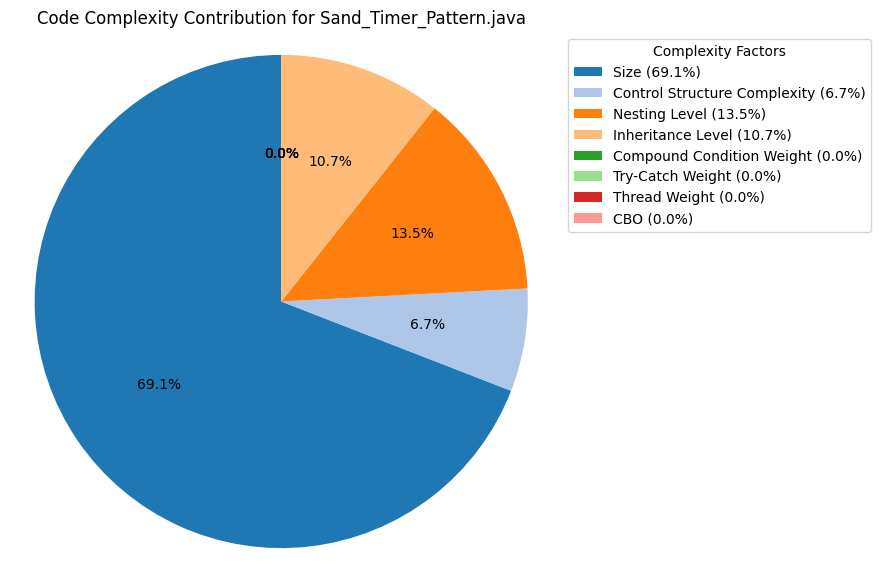 Code Complexity Contribution for Sand_Timer_Pattern.java
Complexity Factors
Size (69.1%)
Control Structure Complexity (6.7%)
Nesting Level (13.5%)
Inheritance Level (10.7%)
Compound Condition Weight (0.0%)
Try-Catch Weight (0.0%)
Thread Weight (0.0%)
CBO (0.0%)
0.0%
10.7%
13.5%
6.7%
69.1%